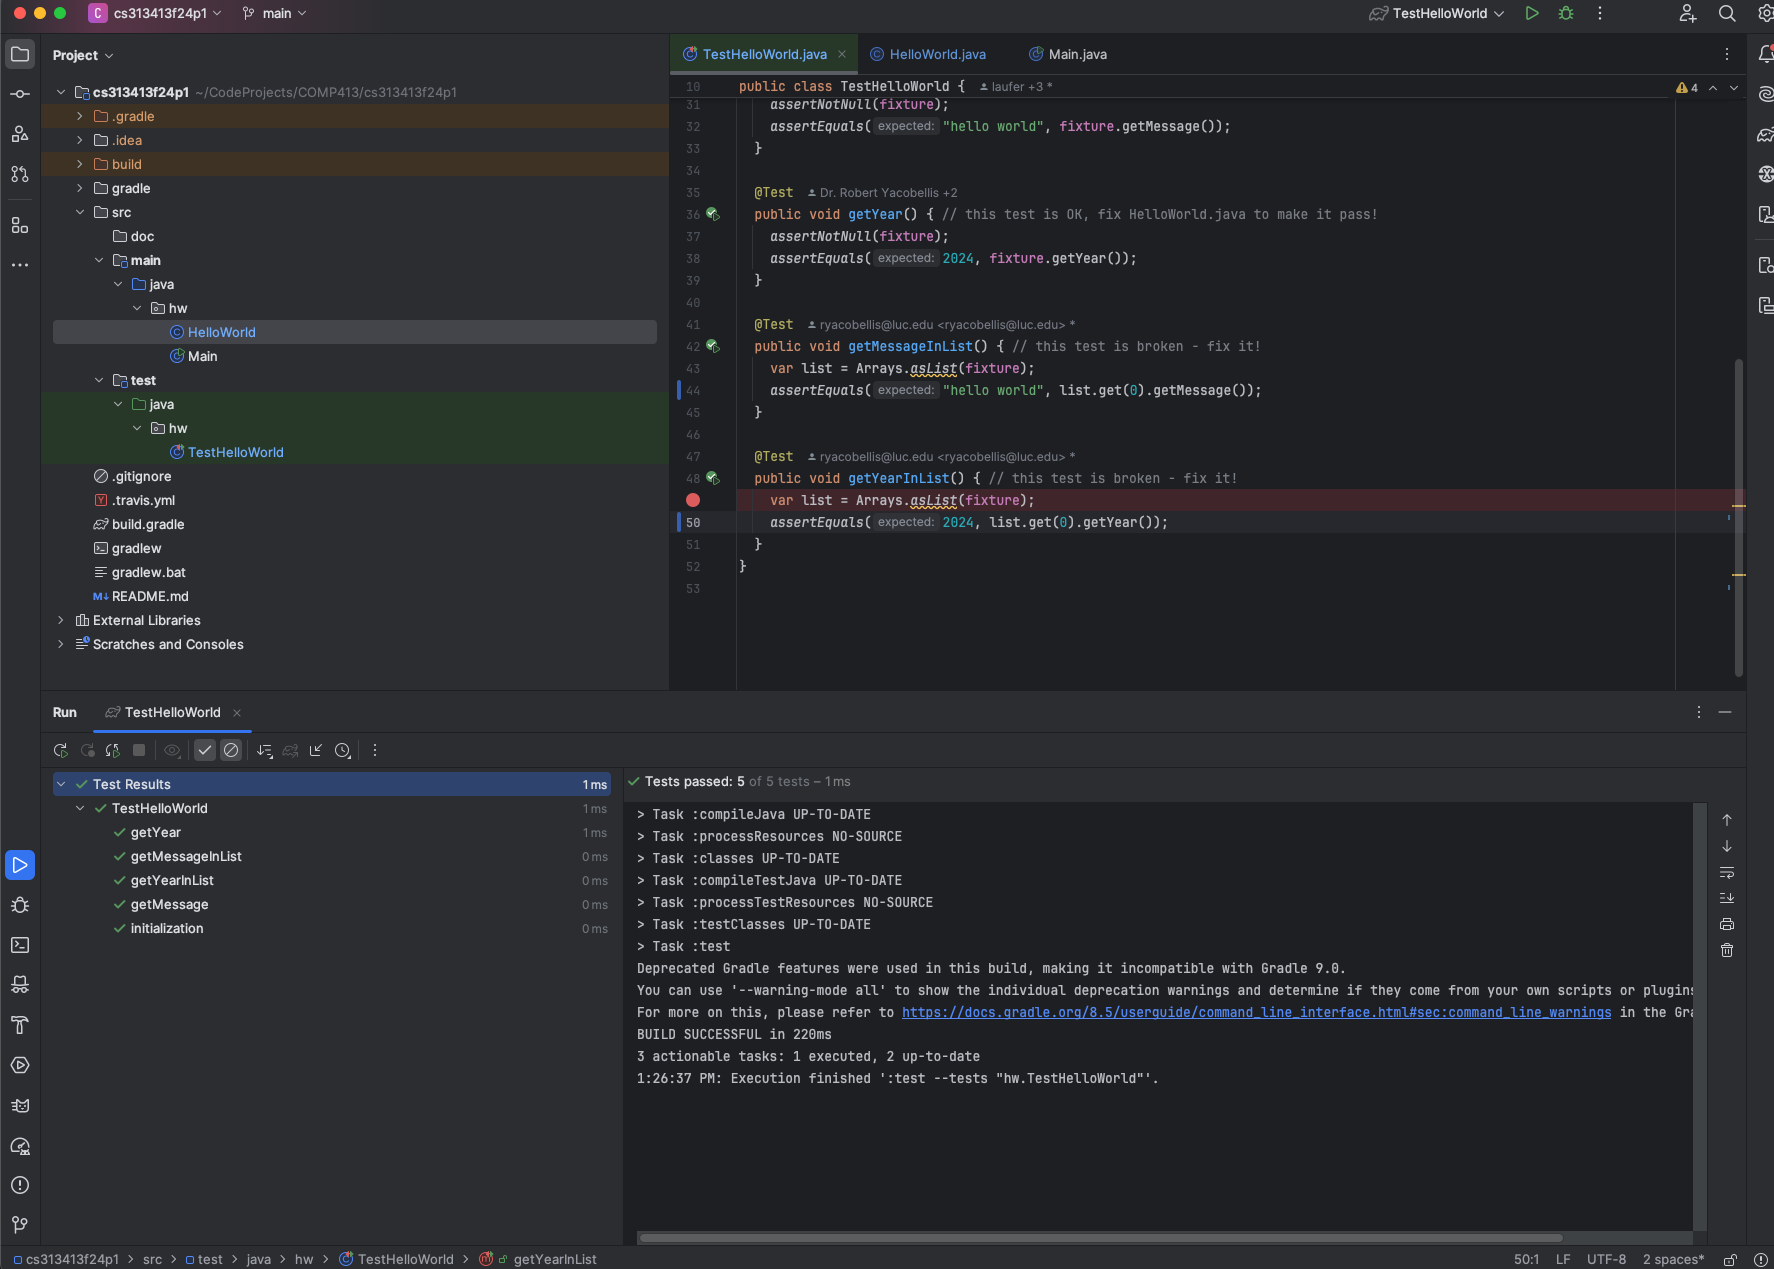 C cs313413f24p1 main TestHelloWorld
Project
cs313413f24p1 ~/CodeProjects/COMP413/cs313413f24p1
.gradle
.idea
build
gradle
src
doc
main
java
hw
HelloWorld
Main
test
java
hw
TestHelloWorld
.gitignore
.travis.yml
build.gradle
gradlew
gradlew.bat
README.md
External Libraries
Scratches and Consoles
TestHelloWorld.java HelloWorld.java Main.java
10 public class TestHelloWorld { laufer +3 * 4
31 assertNotNull(fixture);
32 assertEquals( expected: "hello world", fixture.getMessage());
33 }
34
35 @Test Dr. Robert Yacobellis +2
36 public void getYear() { // this test is OK, fix HelloWorld.java to make it pass!
37 assertNotNull(fixture);
38 assertEquals( expected: 2024, fixture.getYear());
39 }
40
41 @Test ryacobellis@luc.edu <ryacobellis@luc.edu> *
42 public void getMessageInList() { // this test is broken - fix it!
43 var list = Arrays.asList(fixture);
44 assertEquals( expected: "hello world", list.get(0).getMessage());
45 }
46
47 @Test ryacobellis@luc.edu <ryacobellis@luc.edu> *
48 public void getYearInList() { // this test is broken - fix it!
var list = Arrays.asList(fixture);
50 assertEquals( expected: 2024, list.get(0).getYear());
51 }
52 }
53
Run TestHelloWorld
Test Results 1 ms
TestHelloWorld 1 ms
getYear 1 ms
getMessageInList 0 ms
getYearInList 0 ms
getMessage 0 ms
initialization 0 ms
Tests passed: 5 of 5 tests – 1 ms
> Task :compileJava UP-TO-DATE
> Task :processResources NO-SOURCE
> Task :classes UP-TO-DATE
> Task :compileTestJava UP-TO-DATE
> Task :processTestResources NO-SOURCE
> Task :testClasses UP-TO-DATE
> Task :test
Deprecated Gradle features were used in this build, making it incompatible with Gradle 9.0.
You can use '--warning-mode all' to show the individual deprecation warnings and determine if they come from your own scripts or plugins
For more on this, please refer to https://docs.gradle.org/8.5/userguide/command_line_interface.html#sec:command_line_warnings in the Gra
BUILD SUCCESSFUL in 220ms
3 actionable tasks: 1 executed, 2 up-to-date
1:26:37 PM: Execution finished ':test --tests "hw.TestHelloWorld"'.
cs313413f24p1 > src > test > java > hw > TestHelloWorld > getYearInList 50:1 LF UTF-8 2 spaces*